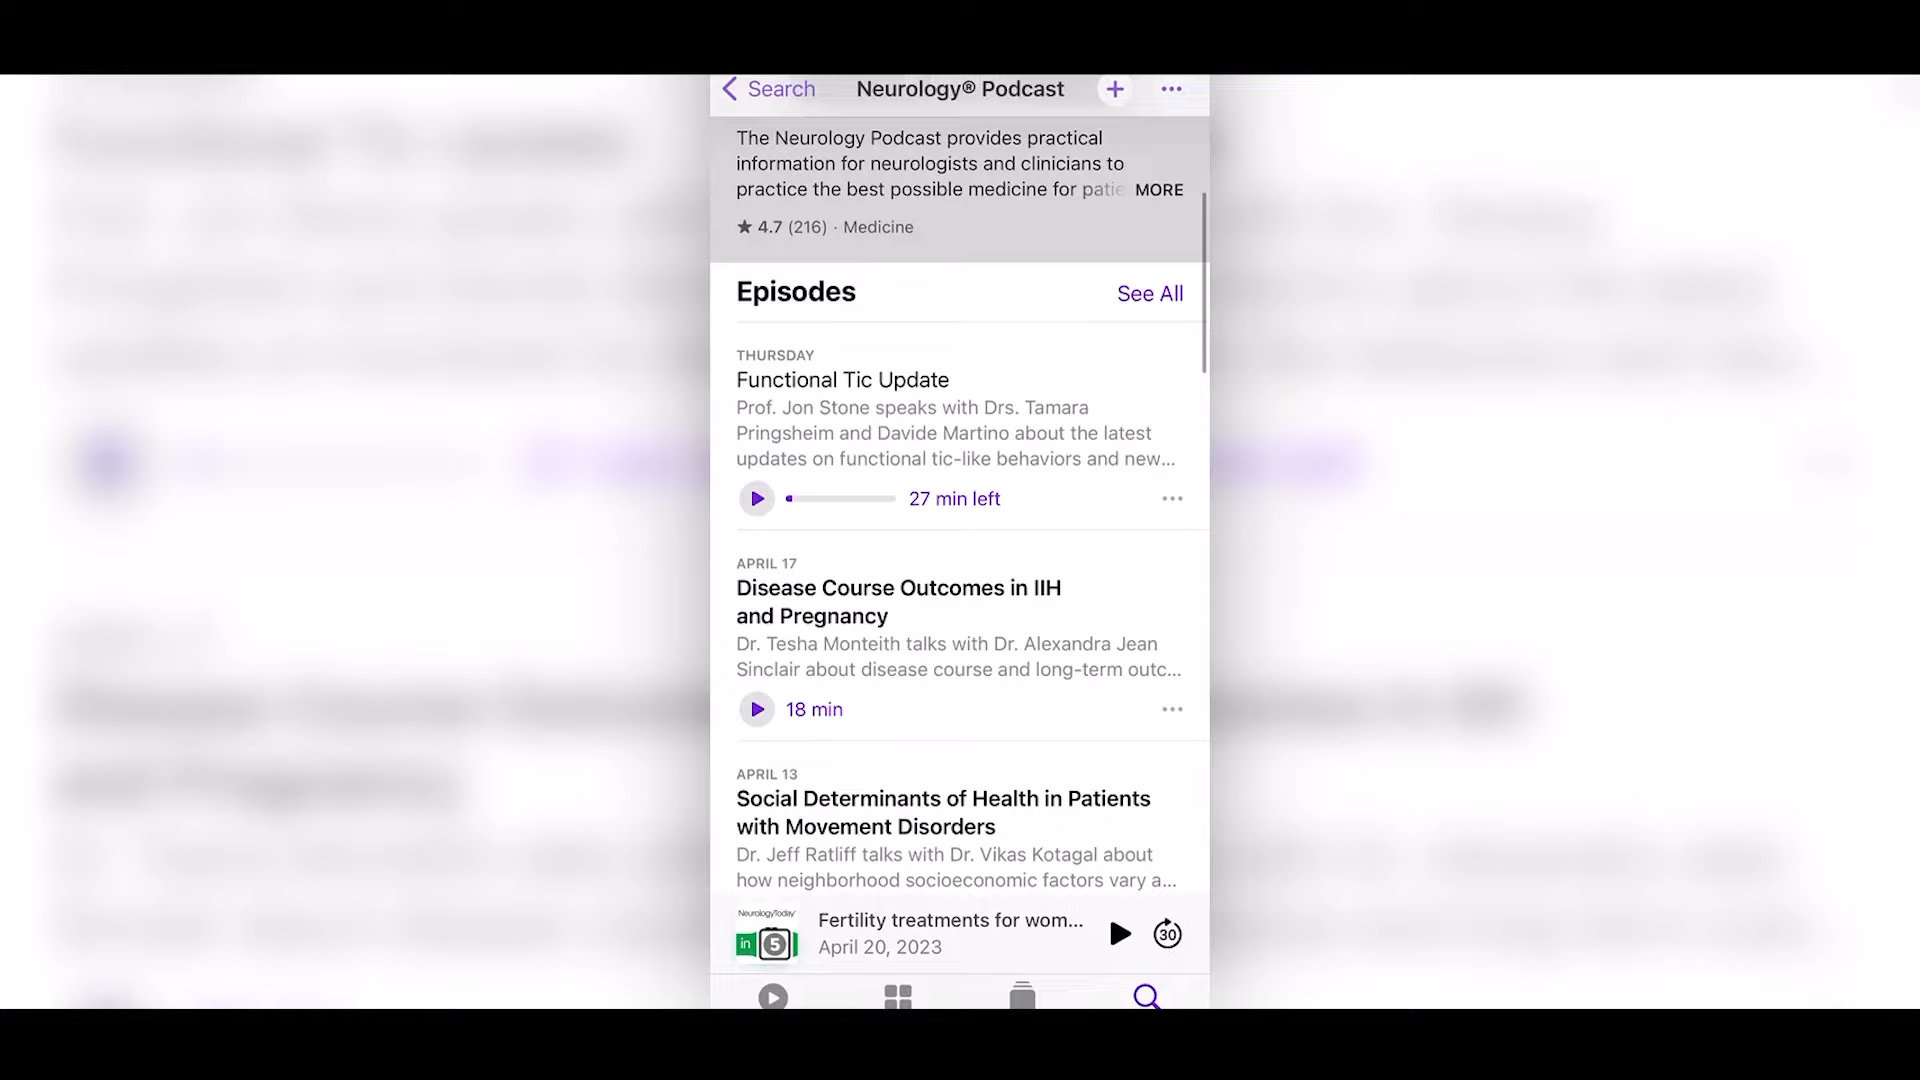 Search Neurology® Podcast
The Neurology Podcast provides practical
information for neurologists and clinicians to
practice the best possible medicine for patie MORE
★ 4.7 (216) · Medicine
Episodes See All
THURSDAY
Functional Tic Update
Prof. Jon Stone speaks with Drs. Tamara
Pringsheim and Davide Martino about the latest
updates on functional tic-like behaviors and new...
27 min left
APRIL 17
Disease Course Outcomes in IIH
and Pregnancy
Dr. Tesha Monteith talks with Dr. Alexandra Jean
Sinclair about disease course and long-term outc...
18 min
APRIL 13
Social Determinants of Health in Patients
with Movement Disorders
Dr. Jeff Ratliff talks with Dr. Vikas Kotagal about
how neighborhood socioeconomic factors vary a...
NeurologyToday
in 5
Fertility treatments for wom...
April 20, 2023
30